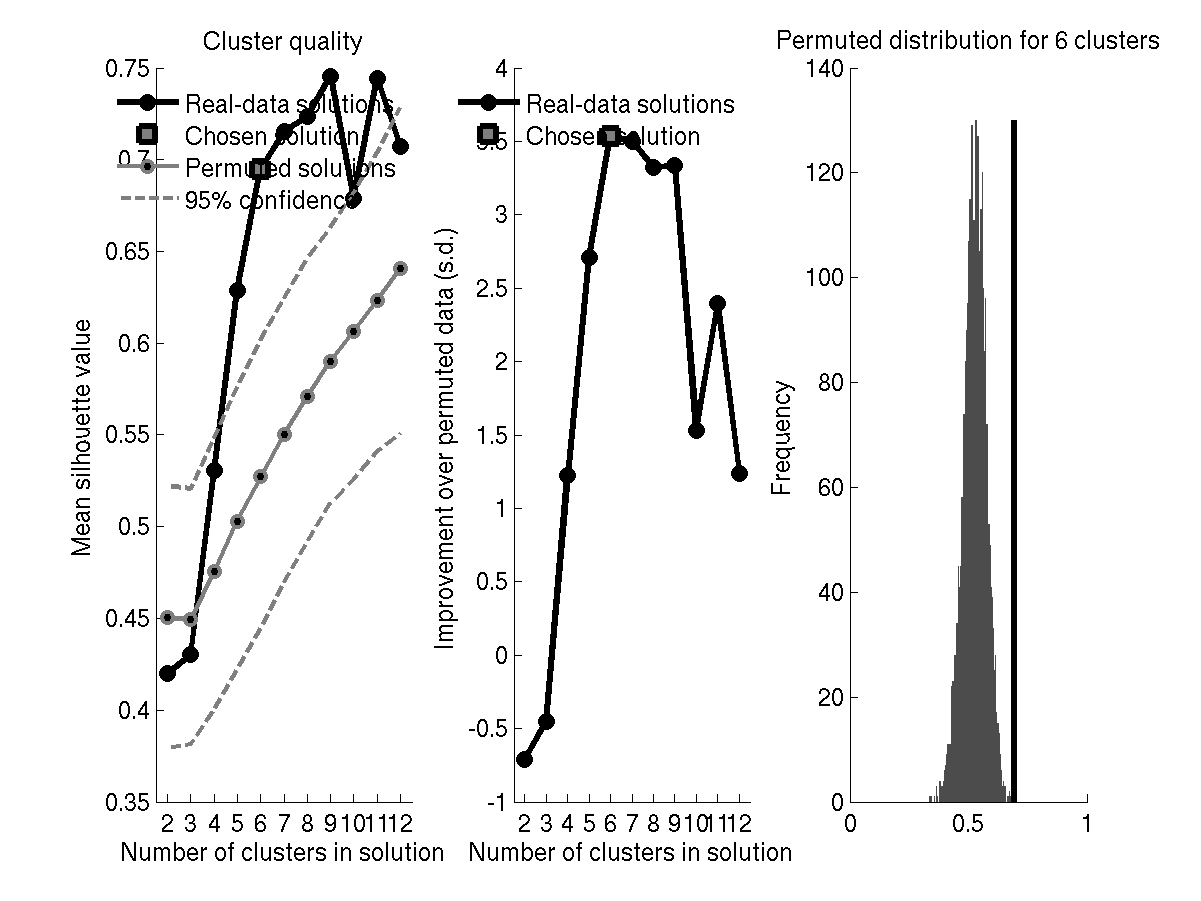 Cluster quality
0.75
0.7
0.65
0.6
0.55
0.5
0.45
0.4
0.35
Mean silhouette value
Real-data solutions
Chosen solution
Permuted solutions
95% confidence
2 3 4 5 6 7 8 9 10 11 12
Number of clusters in solution
4
3.5
3
2.5
2
1.5
1
0.5
0
-0.5
-1
Improvement over permuted data (s.d.)
Real-data solutions
Chosen solution
2 3 4 5 6 7 8 9 10 11 12
Number of clusters in solution
Permuted distribution for 6 clusters
140
120
100
80
60
40
20
0
Frequency
0 0.5 1